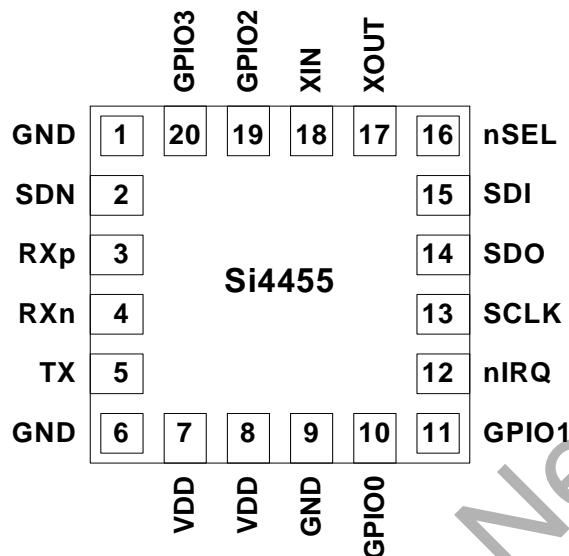 GPIO3
GPIO2
XIN
XOUT
GND 1 20 19 18 17 16 nSEL
SDN 2 15 SDI
RXp 3 14 SDO
Si4455
RXn 4 13 SCLK
TX 5 12 nIRQ
GND 6 7 8 9 10 11 GPIO1
VDD
VDD
GND
GPIO0